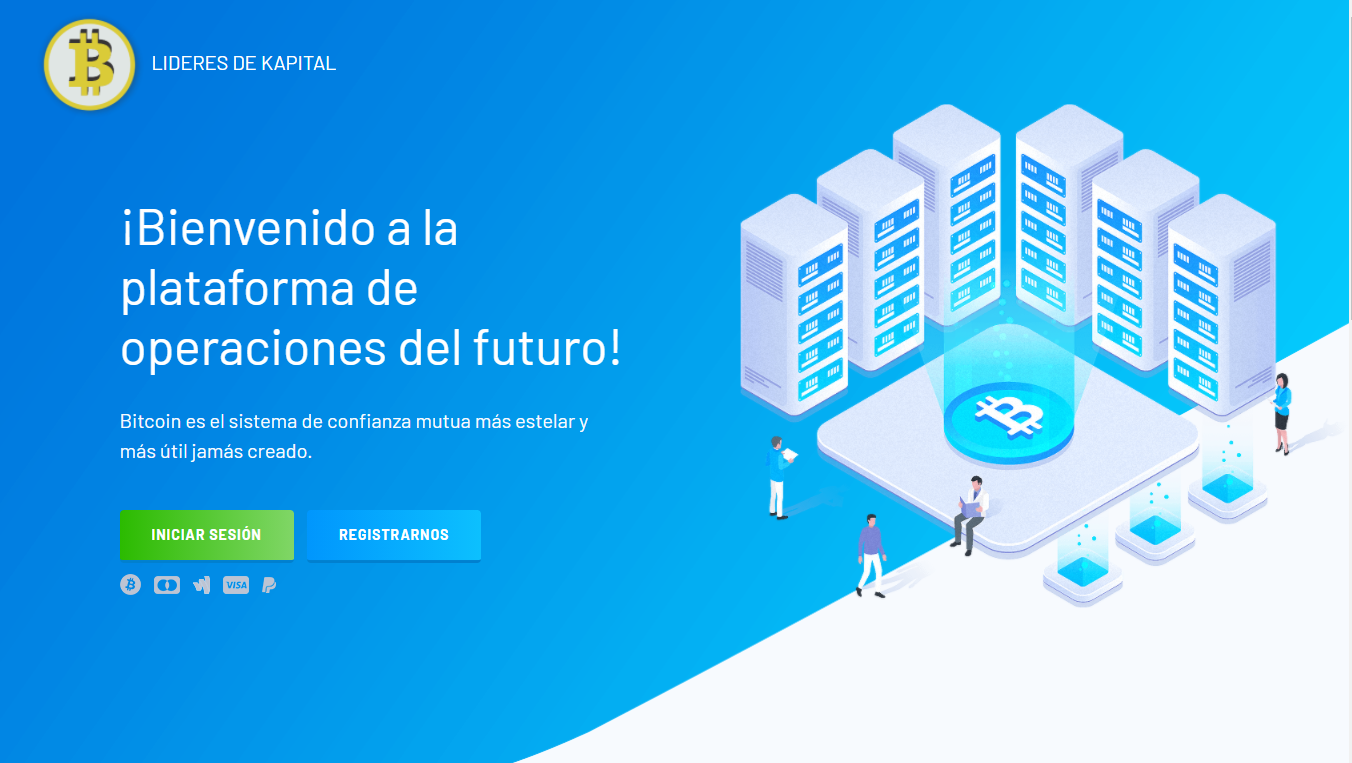 LIDERES DE KAPITAL
¡Bienvenido a la
plataforma de
operaciones del futuro!
Bitcoin es el sistema de confianza mutua más estelar y
más útil jamás creado.
INICIAR SESIÓN
REGISTRARNOS
VISA